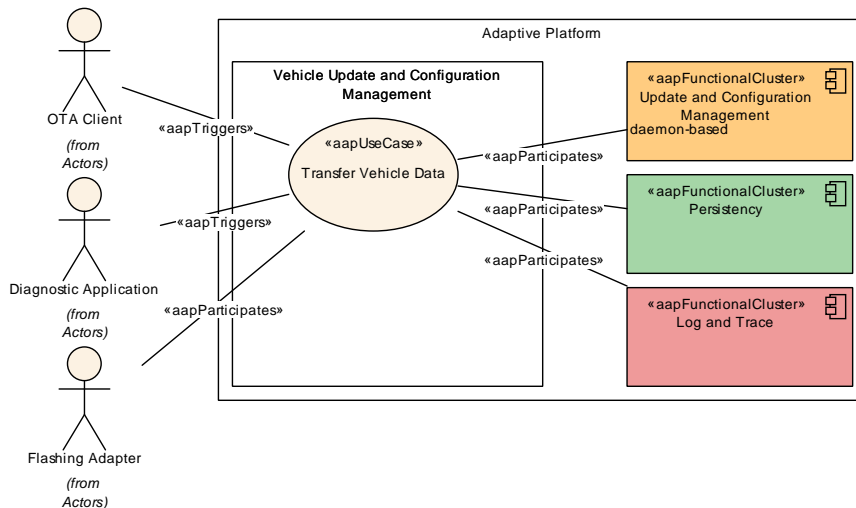 Adaptive Platform
Vehicle Update and Configuration
Management
OTA Client
(from
Actors)
«aapTriggers»
«aapUseCase»
Transfer Vehicle Data
«aapParticipates»
«aapFunctionalCluster»
Update and Configuration
Management
daemon-based
Diagnostic Application
(from
Actors)
«aapTriggers»
«aapParticipates»
«aapFunctionalCluster»
Persistency
Flashing Adapter
(from
Actors)
«aapParticipates»
«aapParticipates»
«aapFunctionalCluster»
Log and Trace